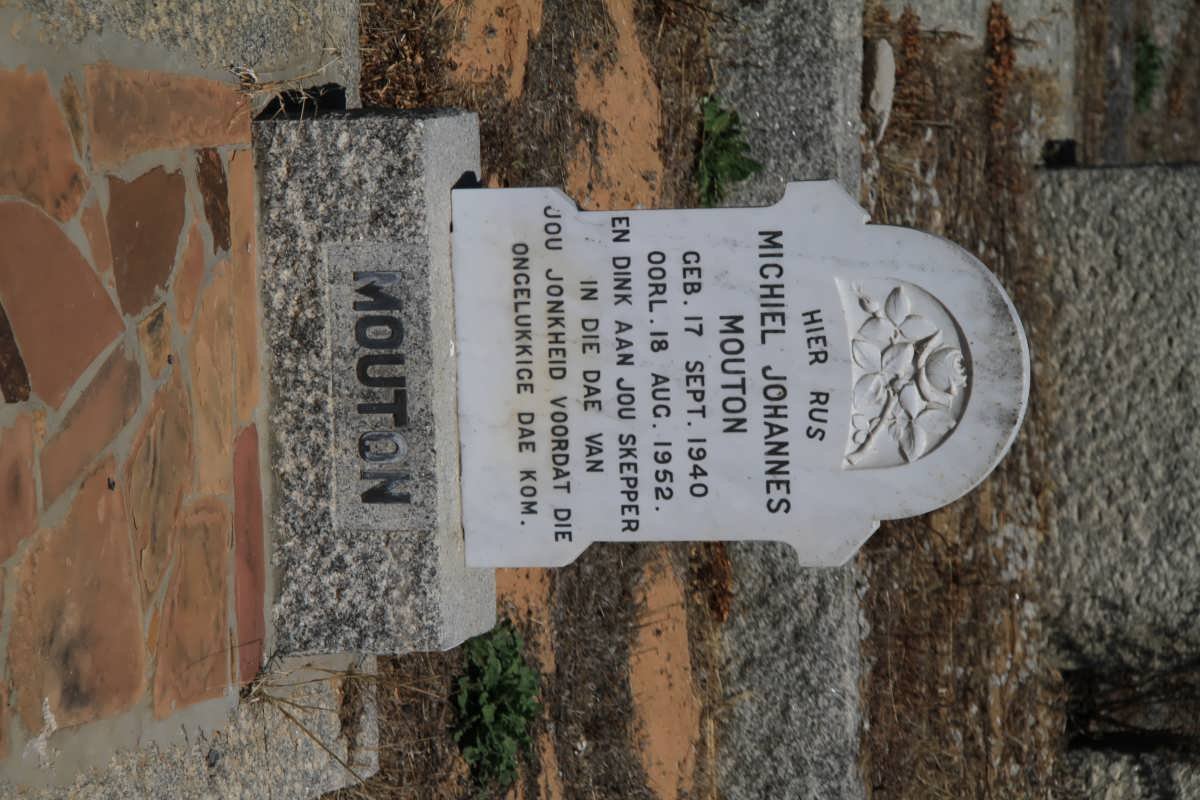 HIER RUS
MICHIEL JOHANNES
MOUTON
GEB. 17 SEPT. 1940
OORL. 18 AUG. 1952.
EN DINK AAN JOU SKEPPER
IN DIE DAE VAN
JOU JONKHEID VOORDAT DIE
ONGELUKKIGE DAE KOM.
MOUTON